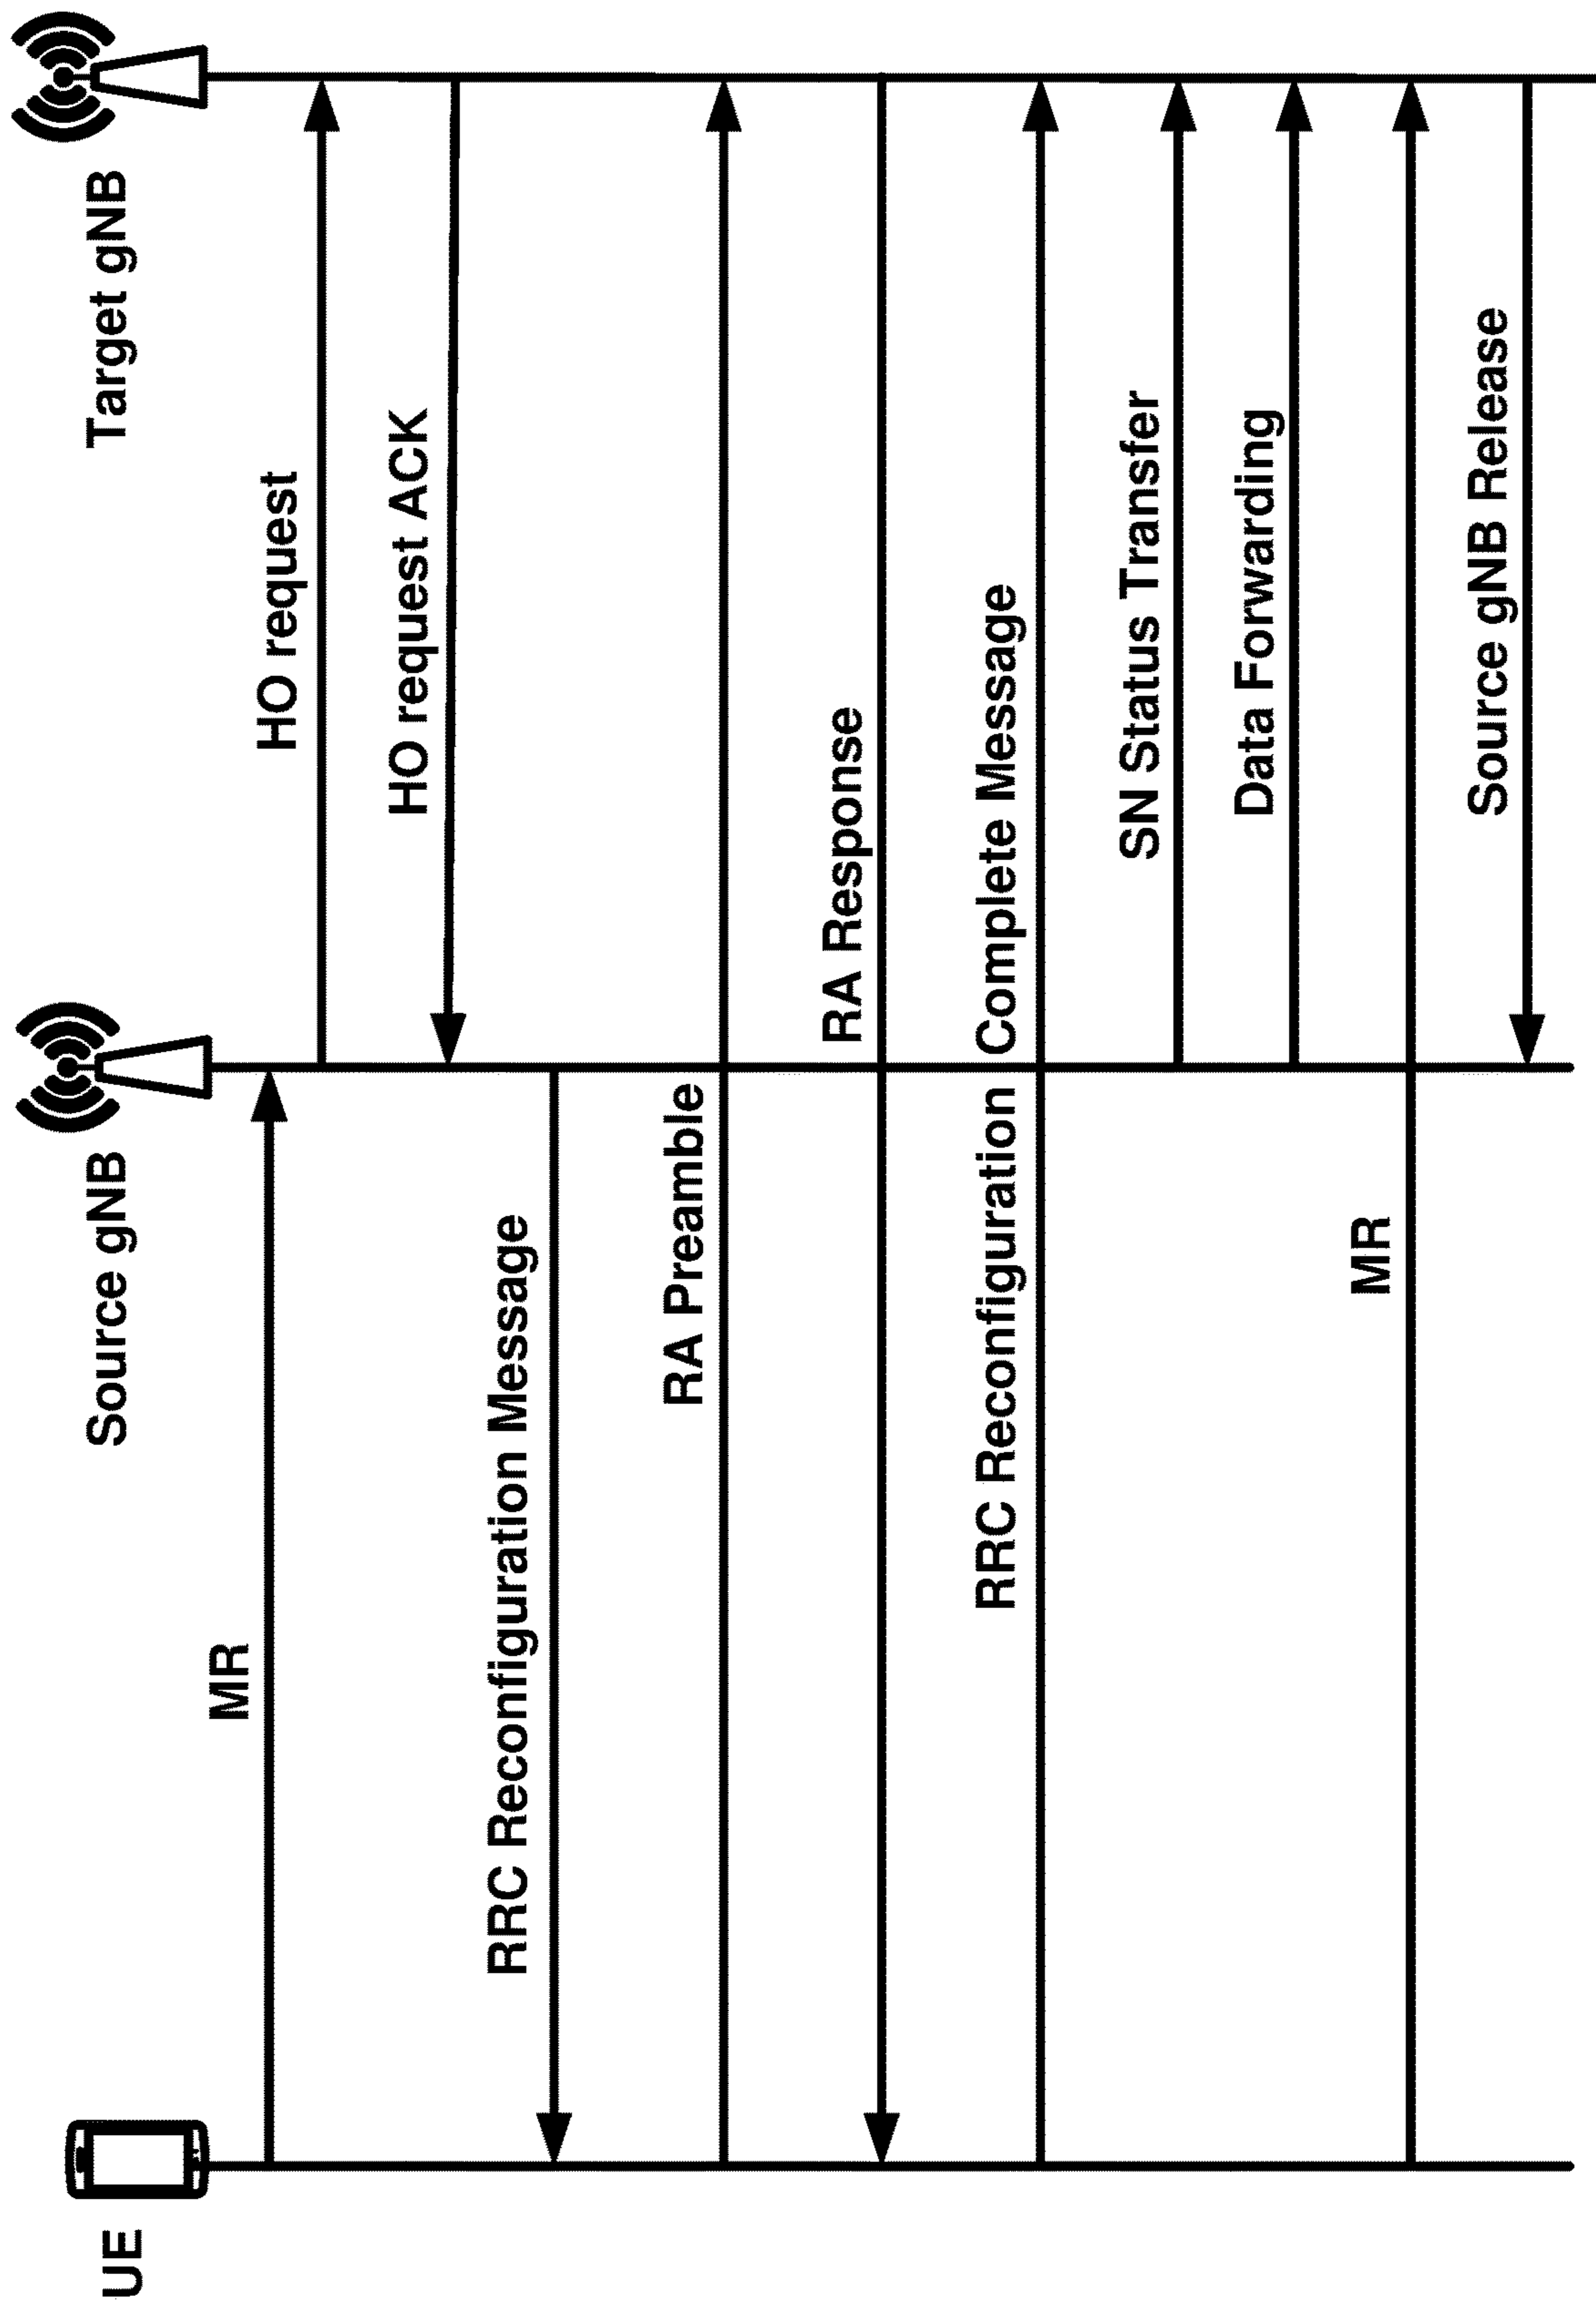 UE
Source gNB
Target gNB
MR
HO request
HO request ACK
RRC Reconfiguration Message
RA Preamble
RA Response
RRC Reconfiguration Complete Message
SN Status Transfer
Data Forwarding
MR
Source gNB Release